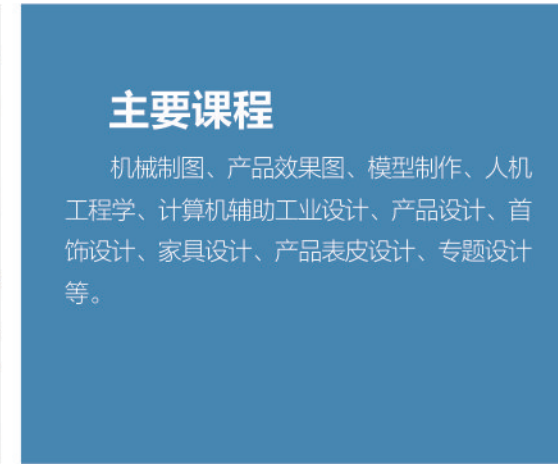 主要课程
机械制图、产品效果图、模型制作、人机
工程学、计算机辅助工业设计、产品设计、首
饰设计、家具设计、产品表皮设计、专题设计
等。